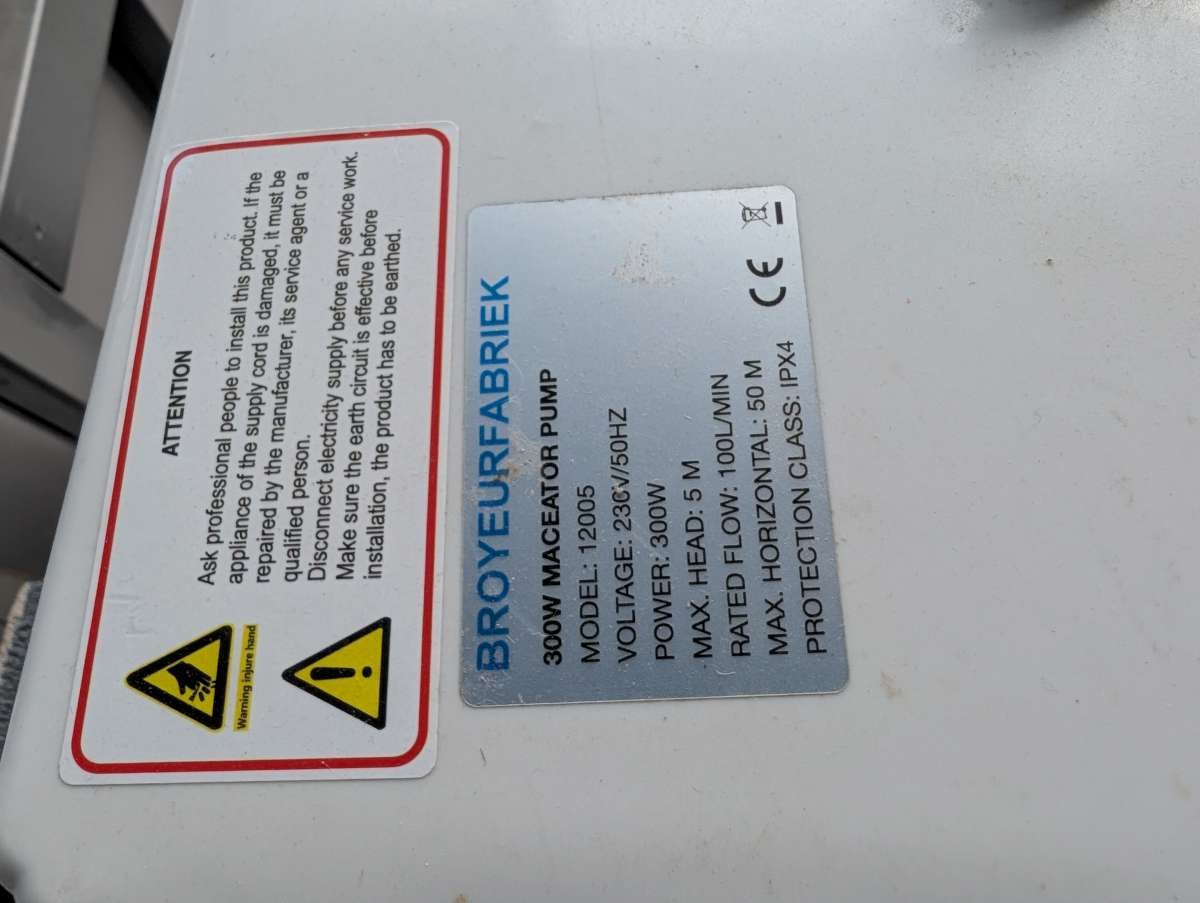 ATTENTION
Ask professional people to install this product. If the
appliance of the supply cord is damaged, it must be
repaired by the manufacturer, its service agent or a
qualified person.
Disconnect electricity supply before any service work.
Make sure the earth circuit is effective before
installation, the product has to be earthed.
Warning injure hand
BROYEURFABRIEK
300W MACEATOR PUMP
MODEL: 12005
VOLTAGE: 230V/50HZ
POWER: 300W
MAX. HEAD: 5 M
RATED FLOW: 100L/MIN
MAX. HORIZONTAL: 50 M
PROTECTION CLASS: IPX4
CE